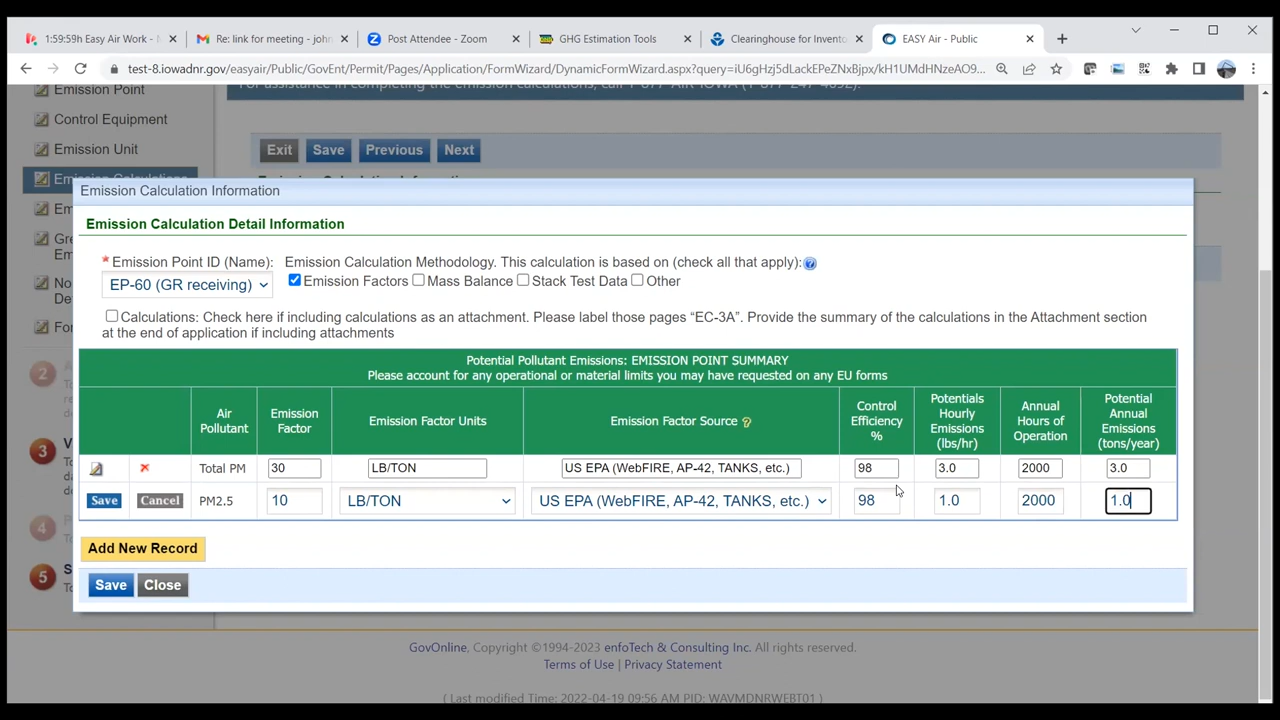 1:59:59h Easy Air Work - N
Re: link for meeting - john
Post Attendee - Zoom
GHG Estimation Tools
Clearinghouse for Invento
EASY Air - Public
test-8.iowadnr.gov/easyair/Public/GovEnt/Permit/Pages/Application/FormWizard/DynamicFormWizard.aspx?query=iU6gHzj5dLackEPeZNxBjpx/kH1UMdHNzeAO9...
Emission Point
Control Equipment
Emission Unit
Emission Calculations
Exit
Save
Previous
Next
Emission Calculation Information
Emission Calculation Detail Information
* Emission Point ID (Name):
EP-60 (GR receiving)
Emission Calculation Methodology. This calculation is based on (check all that apply):
Emission Factors
Mass Balance
Stack Test Data
Other
Calculations: Check here if including calculations as an attachment. Please label those pages “EC-3A”. Provide the summary of the calculations in the Attachment section
at the end of application if including attachments
Potential Pollutant Emissions: EMISSION POINT SUMMARY
Please account for any operational or material limits you may have requested on any EU forms
Air
Pollutant
Emission
Factor
Emission Factor Units
Emission Factor Source
Control
Efficiency
%
Potentials
Hourly
Emissions
(lbs/hr)
Annual
Hours of
Operation
Potential
Annual
Emissions
(tons/year)
Total PM 30 LB/TON US EPA (WebFIRE, AP-42, TANKS, etc.) 98 3.0 2000 3.0
Save Cancel PM2.5 10 LB/TON US EPA (WebFIRE, AP-42, TANKS, etc.) 98 1.0 2000 1.0
Add New Record
Save
Close
2
3
4
5
GovOnline, Copyright ©1994-2023 enfoTech & Consulting Inc. All rights reserved.
Terms of Use | Privacy Statement
( Last modified Time: 2022-04-19 09:56 AM PID: WAVMDNRWEBT01 )